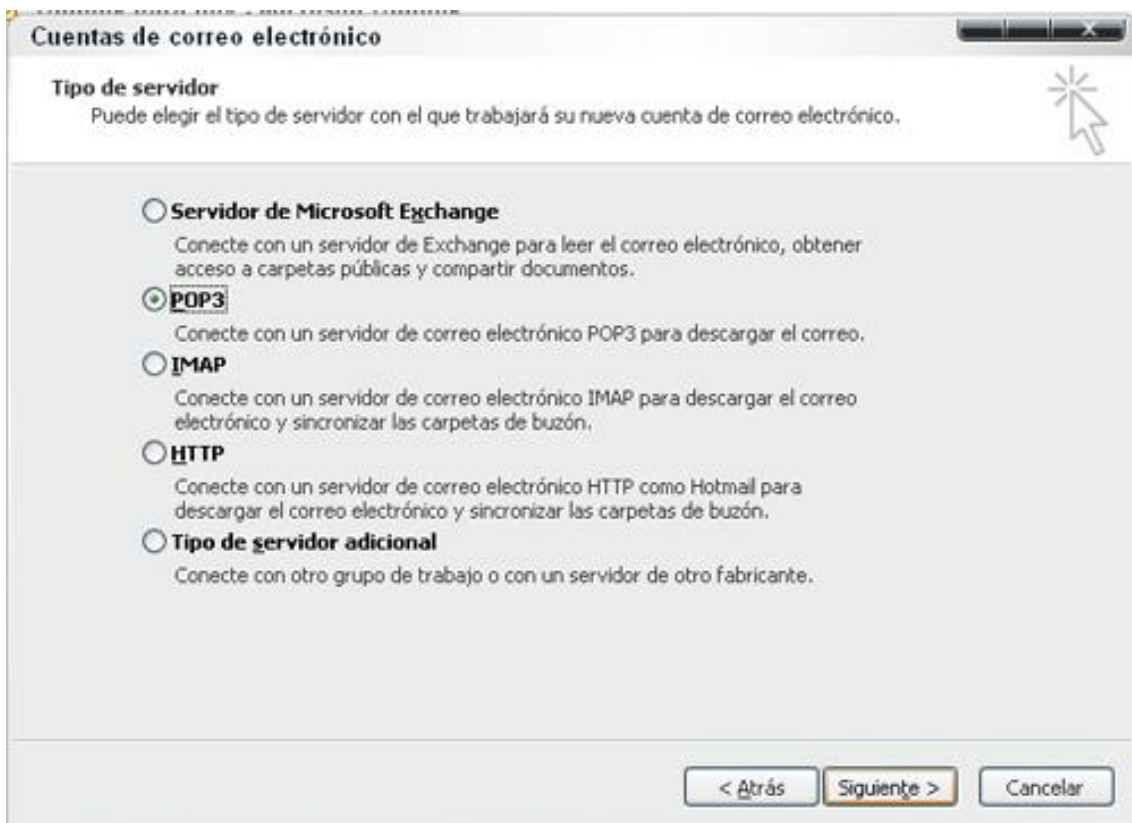 Cuentas de correo electrónico
Tipo de servidor
Puede elegir el tipo de servidor con el que trabajará su nueva cuenta de correo electrónico.
Servidor de Microsoft Exchange
Conecte con un servidor de Exchange para leer el correo electrónico, obtener
acceso a carpetas públicas y compartir documentos.
POP3
Conecte con un servidor de correo electrónico POP3 para descargar el correo.
IMAP
Conecte con un servidor de correo electrónico IMAP para descargar el correo
electrónico y sincronizar las carpetas de buzón.
HTTP
Conecte con un servidor de correo electrónico HTTP como Hotmail para
descargar el correo electrónico y sincronizar las carpetas de buzón.
Tipo de servidor adicional
Conecte con otro grupo de trabajo o con un servidor de otro fabricante.
< Atrás
Siguiente >
Cancelar